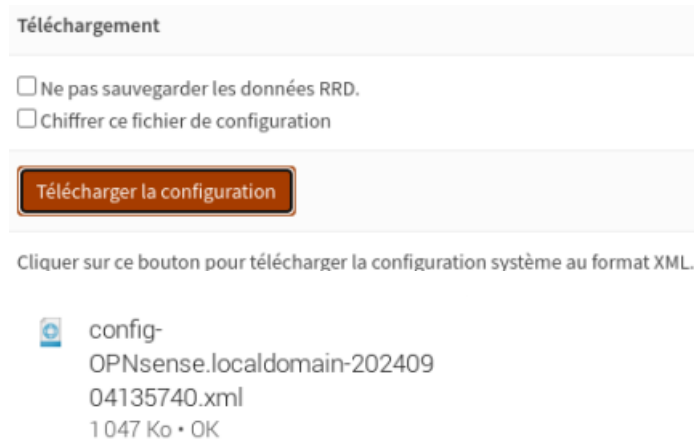 Téléchargement
Ne pas sauvegarder les données RRD.
Chiffrer ce fichier de configuration
Télécharger la configuration
Cliquer sur ce bouton pour télécharger la configuration système au format XML.
config-
OPNsense.localdomain-202409
04135740.xml
1 047 Ko • OK